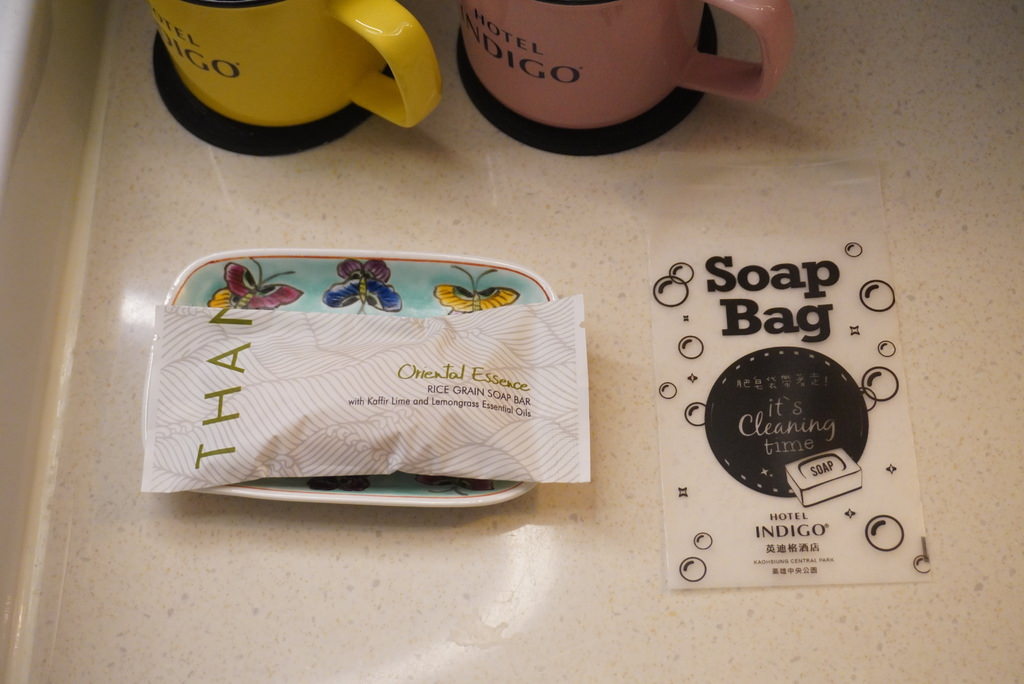 HOTEL
INDIGO
HOTEL
INDIGO
THAN
Oriental Essence
RICE GRAIN SOAP BAR
with Kaffir Lime and Lemongrass Essential Oils
Soap
Bag
肥皂袋帶著走!
it's
Cleaning
time
SOAP
HOTEL
INDIGO®
英迪格酒店
KAOHSIUNG CENTRAL PARK
高雄中央公園